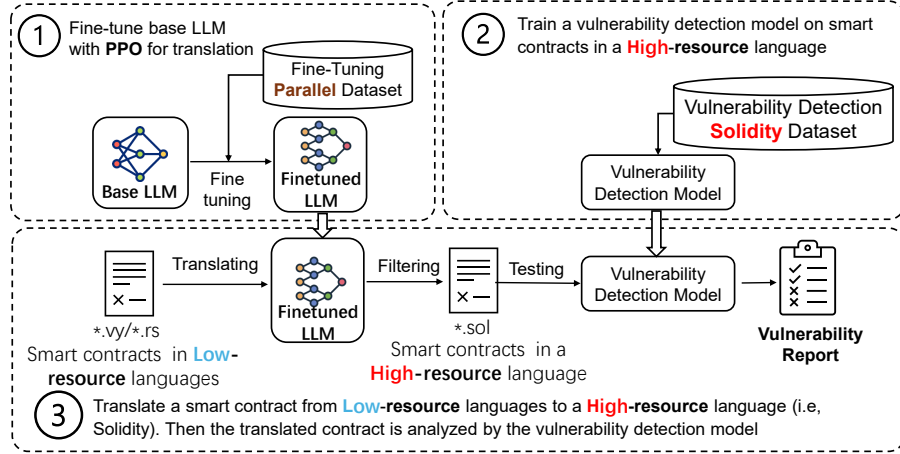 1
Fine-tune base LLM
with PPO for translation
Fine-Tuning
Parallel Dataset
Base LLM
Fine
tuning
Finetuned
LLM
2
Train a vulnerability detection model on smart
contracts in a High-resource language
Vulnerability Detection
Solidity Dataset
Vulnerability
Detection Model
*.vy/*.rs
Smart contracts in Low-
resource languages
Translating
Finetuned
LLM
Filtering
*.sol
Smart contracts in a
High-resource language
Testing
Vulnerability
Detection Model
Vulnerability
Report
3
Translate a smart contract from Low-resource languages to a High-resource language (i.e,
Solidity). Then the translated contract is analyzed by the vulnerability detection model